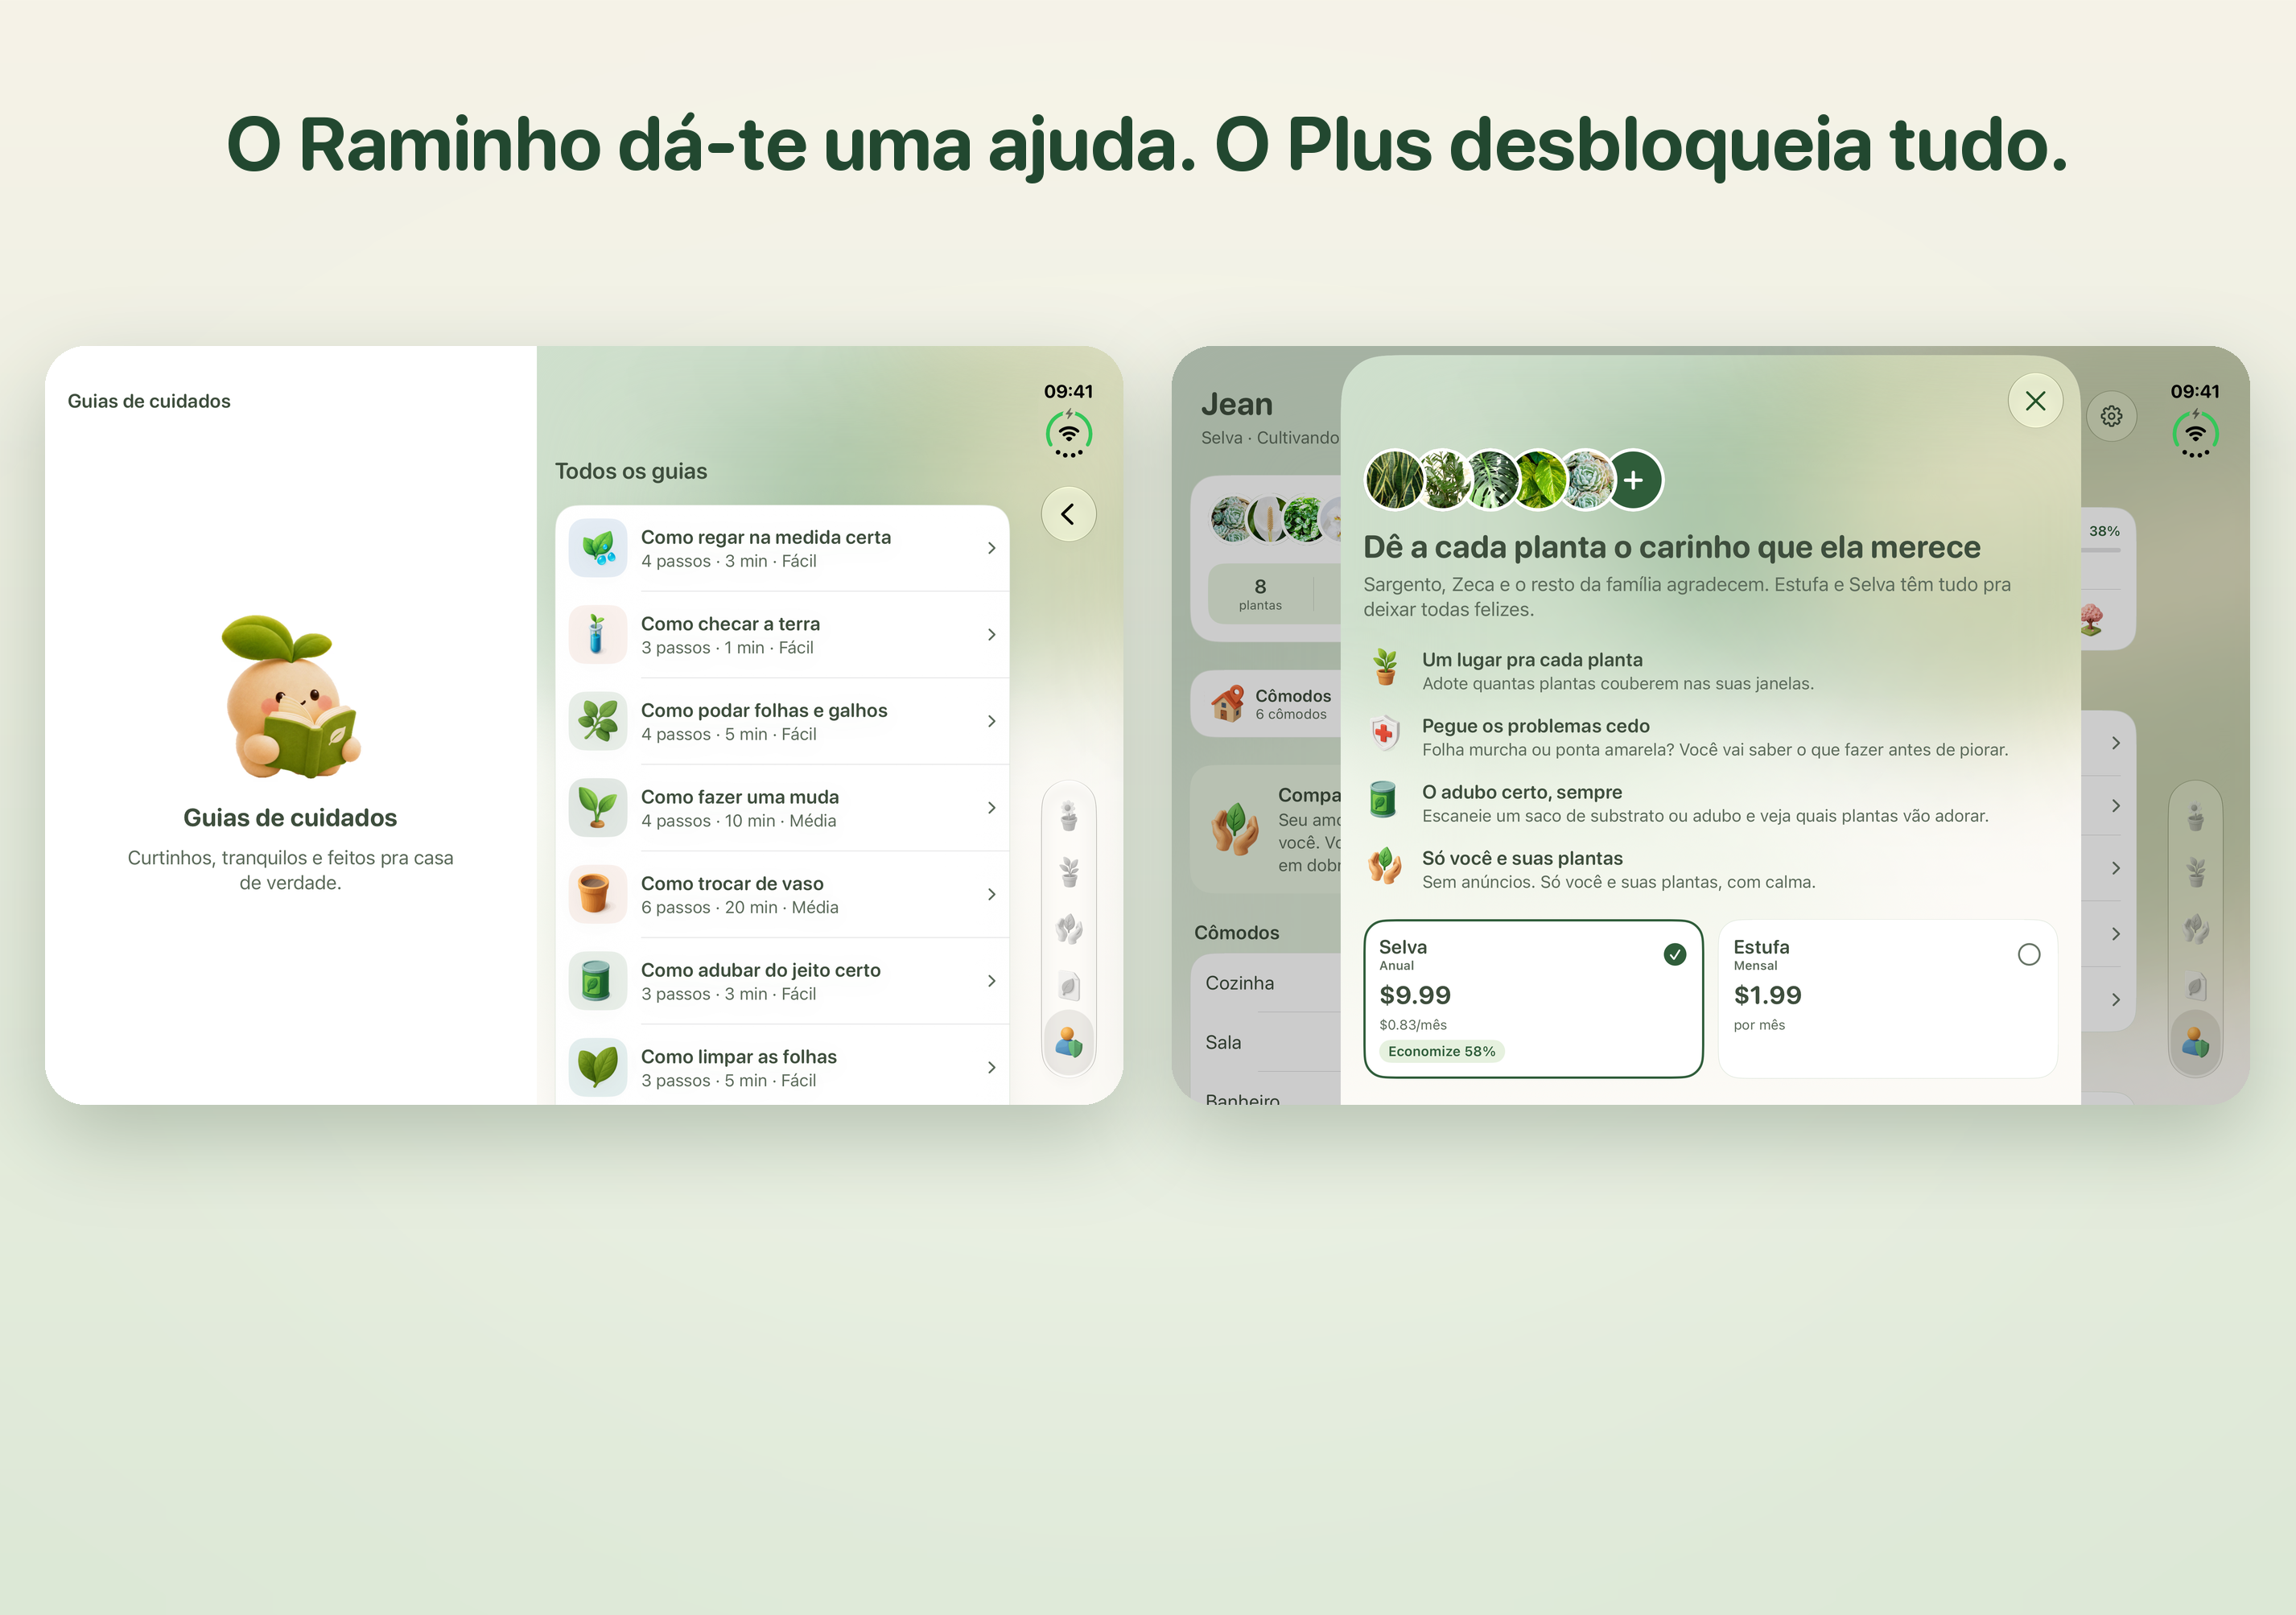 O Raminho dá-te uma ajuda. O Plus desbloqueia tudo.
Guias de cuidados
Guias de cuidados
Curtinhos, tranquilos e feitos pra casa
de verdade.
09:41
Todos os guias
Como regar na medida certa
4 passos · 3 min · Fácil
Como checar a terra
3 passos · 1 min · Fácil
Como podar folhas e galhos
4 passos · 5 min · Fácil
Como fazer uma muda
4 passos · 10 min · Média
Como trocar de vaso
6 passos · 20 min · Média
Como adubar do jeito certo
3 passos · 3 min · Fácil
Como limpar as folhas
3 passos · 5 min · Fácil
Jean
Selva · Cultivando
8
plantas
Cômodos
6 cômodos
Compa
Seu amo
você. Vo
em dobr
Cômodos
Cozinha
Sala
Banheiro
Dê a cada planta o carinho que ela merece
Sargento, Zeca e o resto da família agradecem. Estufa e Selva têm tudo pra
deixar todas felizes.
Um lugar pra cada planta
Adote quantas plantas couberem nas suas janelas.
Pegue os problemas cedo
Folha murcha ou ponta amarela? Você vai saber o que fazer antes de piorar.
O adubo certo, sempre
Escaneie um saco de substrato ou adubo e veja quais plantas vão adorar.
Só você e suas plantas
Sem anúncios. Só você e suas plantas, com calma.
Selva
Anual
$9.99
$0.83/mês
Economize 58%
Estufa
Mensal
$1.99
por mês
09:41
38%